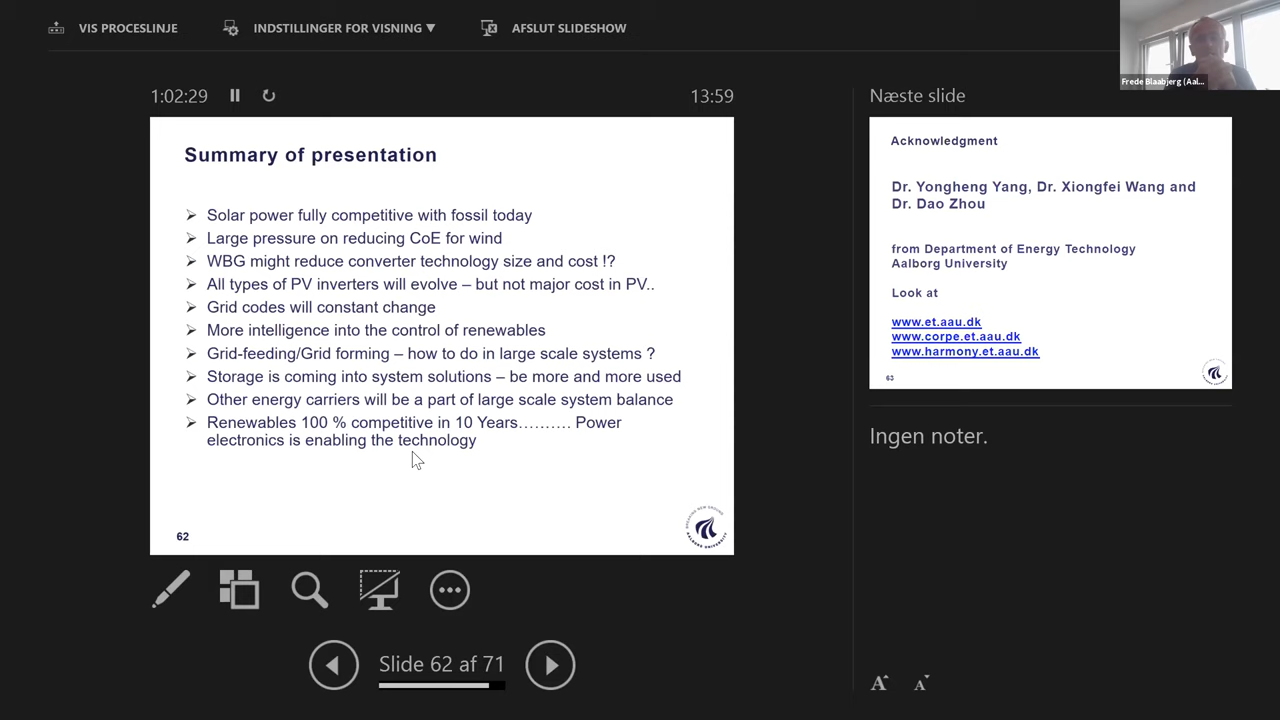 VIS PROCESLINJE
INDSTILLINGER FOR VISNING ▼
AFSLUT SLIDESHOW
Frede Blaabjerg (Aal...
1:02:29
13:59
Summary of presentation
➢ Solar power fully competitive with fossil today
➢ Large pressure on reducing CoE for wind
➢ WBG might reduce converter technology size and cost !?
➢ All types of PV inverters will evolve – but not major cost in PV..
➢ Grid codes will constant change
➢ More intelligence into the control of renewables
➢ Grid-feeding/Grid forming – how to do in large scale systems ?
➢ Storage is coming into system solutions – be more and more used
➢ Other energy carriers will be a part of large scale system balance
➢ Renewables 100 % competitive in 10 Years………. Power
electronics is enabling the technology
62
AALBORG UNIVERSITY
Slide 62 af 71
Næste slide
Acknowledgment
Dr. Yongheng Yang, Dr. Xiongfei Wang and
Dr. Dao Zhou
from Department of Energy Technology
Aalborg University
Look at
www.et.aau.dk
www.corpe.et.aau.dk
www.harmony.et.aau.dk
63
Ingen noter.
A A